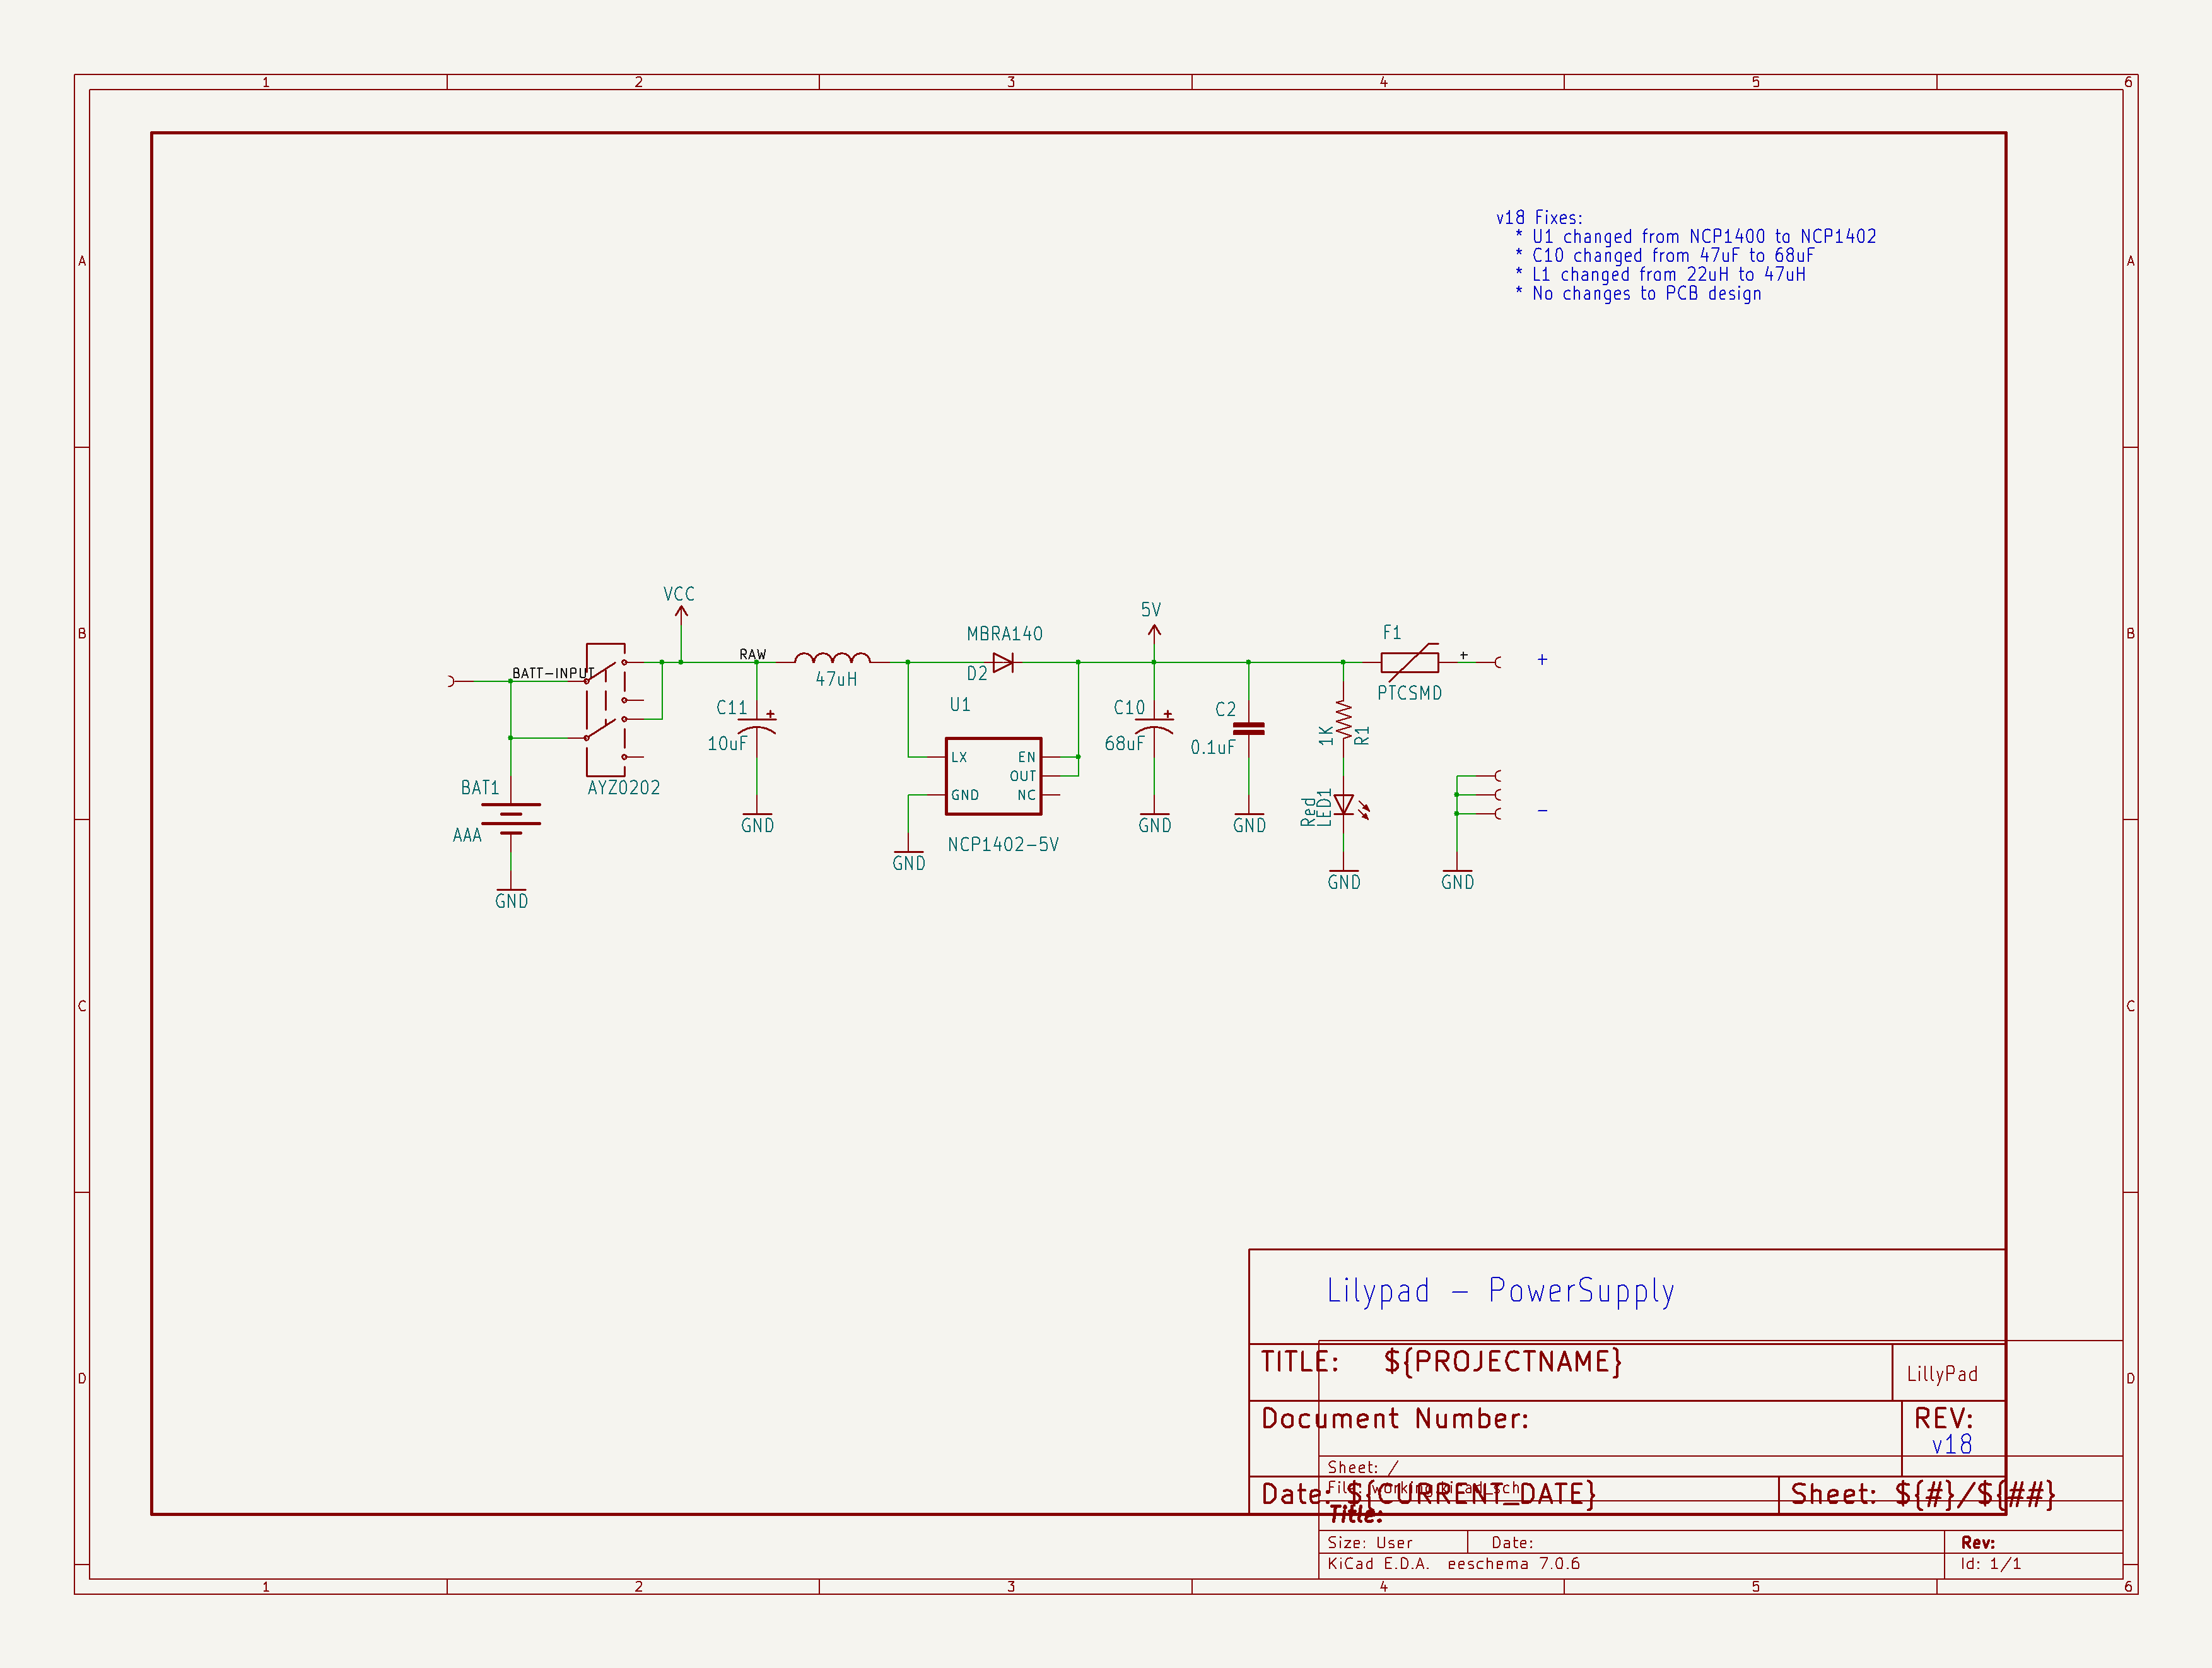 1 2 3 4 5 6
A A
v18 Fixes:
* U1 changed from NCP1400 to NCP1402
* C10 changed from 47uF to 68uF
* L1 changed from 22uH to 47uH
* No changes to PCB design
B B
VCC
5V
MBRA140
F1
RAW
+
+
BATT-INPUT
D2
47uH
PTCSMD
U1
C11
+
C10
+
C2
1K
R1
10uF
68uF
0.1uF
LX
EN
OUT
GND
NC
BAT1
AYZ0202
AAA
Red
LED1
-
GND
GND
GND
NCP1402-5V
GND
GND
GND
GND
C C
Lilypad - PowerSupply
TITLE: ${PROJECTNAME}
LillyPad
D D
Document Number:
REV:
v18
Sheet: /
File: working.kicad_sch
Date: ${CURRENT_DATE}
Sheet: ${#}/${##}
Title:
Size: User Date: Rev:
KiCad E.D.A. eeschema 7.0.6 Id: 1/1
1 2 3 4 5 6